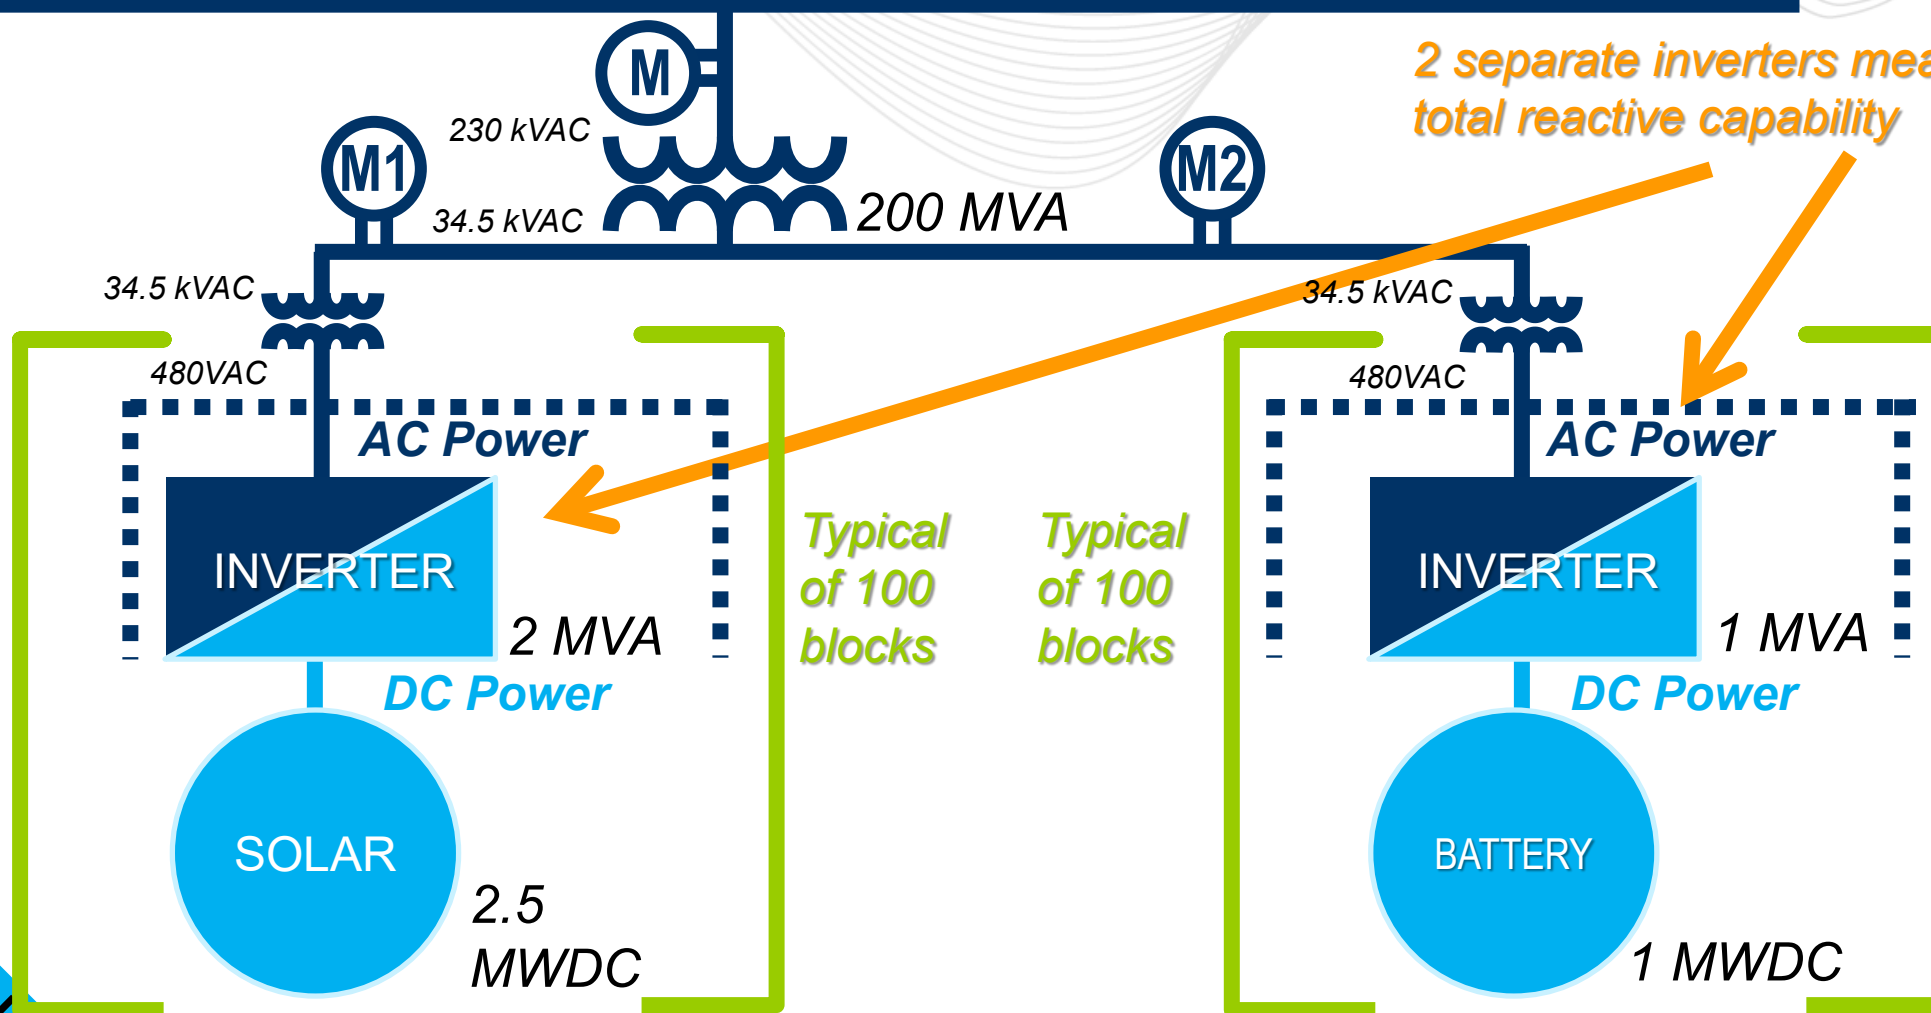 2 separate inverters mea
total reactive capability
M
230 kVAC
M1
M2
34.5 kVAC
200 MVA
34.5 kVAC
34.5 kVAC
480VAC
480VAC
AC Power
AC Power
Typical
of 100
blocks
Typical
of 100
blocks
INVERTER
INVERTER
2 MVA
1 MVA
DC Power
DC Power
SOLAR
BATTERY
2.5
MWDC
1 MWDC